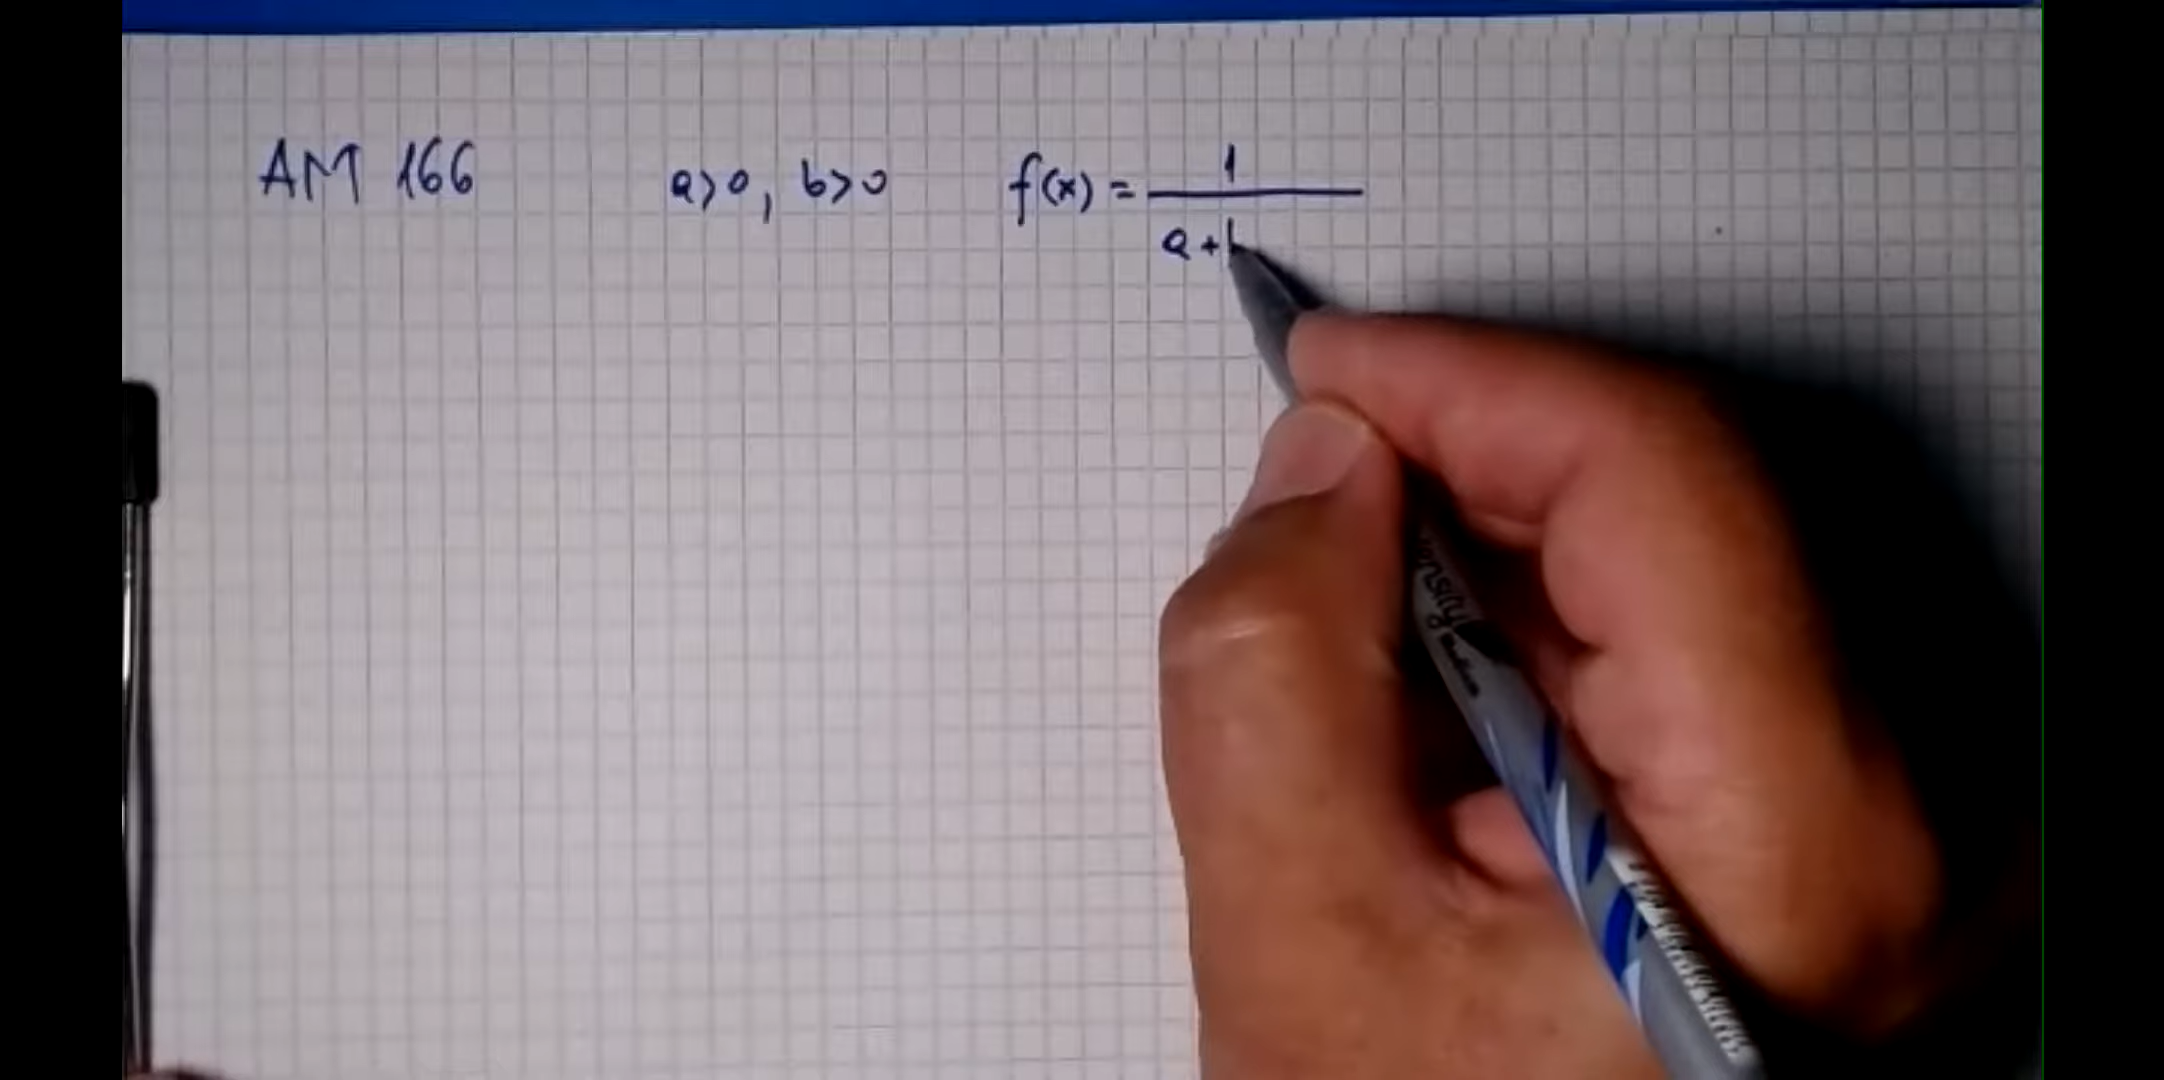 AM 166 a>0, b>0 f(x) = 1
a+b